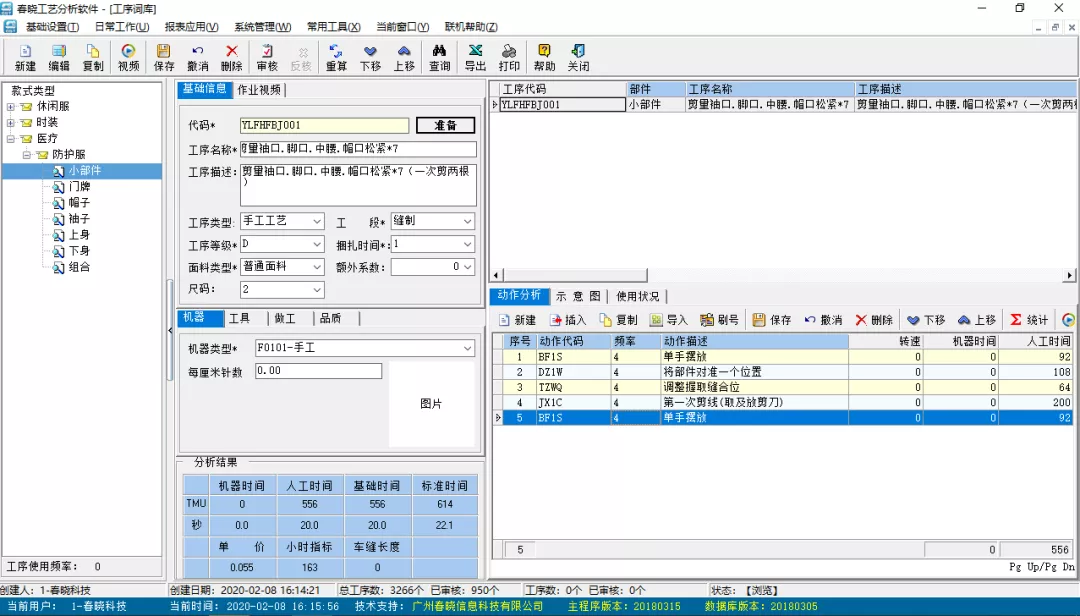 春晓工艺分析软件 - [工序词库]
基础设置(I) 日常工作(U) 报表应用(V) 系统管理(W) 常用工具(X) 当前窗口(Y) 联机帮助(Z)
新建 编辑 复制 视频 保存 撤消 删除 审核 反核 重算 下移 上移 查询 导出 打印 帮助 关闭
款式类型
休闲服
时装
医疗
防护服
小部件
门牌
帽子
袖子
上身
下身
组合
工序使用频率: 0
基础信息 作业视频
代码* YLFHFBJ001 准备
工序名称* 剪量袖口.脚口.中腰.帽口松紧*7
工序描述: 剪量袖口.脚口.中腰.帽口松紧*7 (一次剪两根
)
工序类型: 手工工艺 工 段* 缝制
工序等级* D 捆扎时间*: 1
面料类型* 普通面料 额外系数: 0
尺码: 2
机器 工具 做工 品质
机器类型* F0101-手工
每厘米针数 0.00
图片
分析结果
机器时间 人工时间 基础时间 标准时间
TMU 0 556 556 614
秒 0.0 20.0 20.0 22.1
单 价 小时指标 车缝长度
0.055 163 0
工序代码 部件 工序名称 工序描述
YLFHFBJ001 小部件 剪量袖口.脚口.中腰.帽口松紧*7 剪量袖口.脚口.中腰.帽口松紧*7 (一次剪两根
动作分析 示 意 图 使用状况
新建 插入 复制 导入 刷号 保存 撤消 删除 下移 上移 统计
序号 动作代码 频率 动作描述 转速 机器时间 人工时间
1 BF1S 4 单手摆放 0 0 92
2 DZ1W 4 将部件对准一个位置 0 0 108
3 TZWQ 4 调整握取缝合位 0 0 64
4 JX1C 4 第一次剪线(取及放剪刀) 0 0 200
5 BF1S 4 单手摆放 0 0 92
5 0 556
Pg Up/Pg Dn
创建人: 1-春晓科技 创建日期: 2020-02-08 16:14:21 总工序数: 3266个 已审核: 950个 工序数: 0个 已审核: 0个 状态: 【浏览】
当前用户: 1-春晓科技 当前时间: 2020-02-08 16:15:56 技术支持: 广州春晓信息科技有限公司 主程序版本: 20180315 数据库版本: 20180305